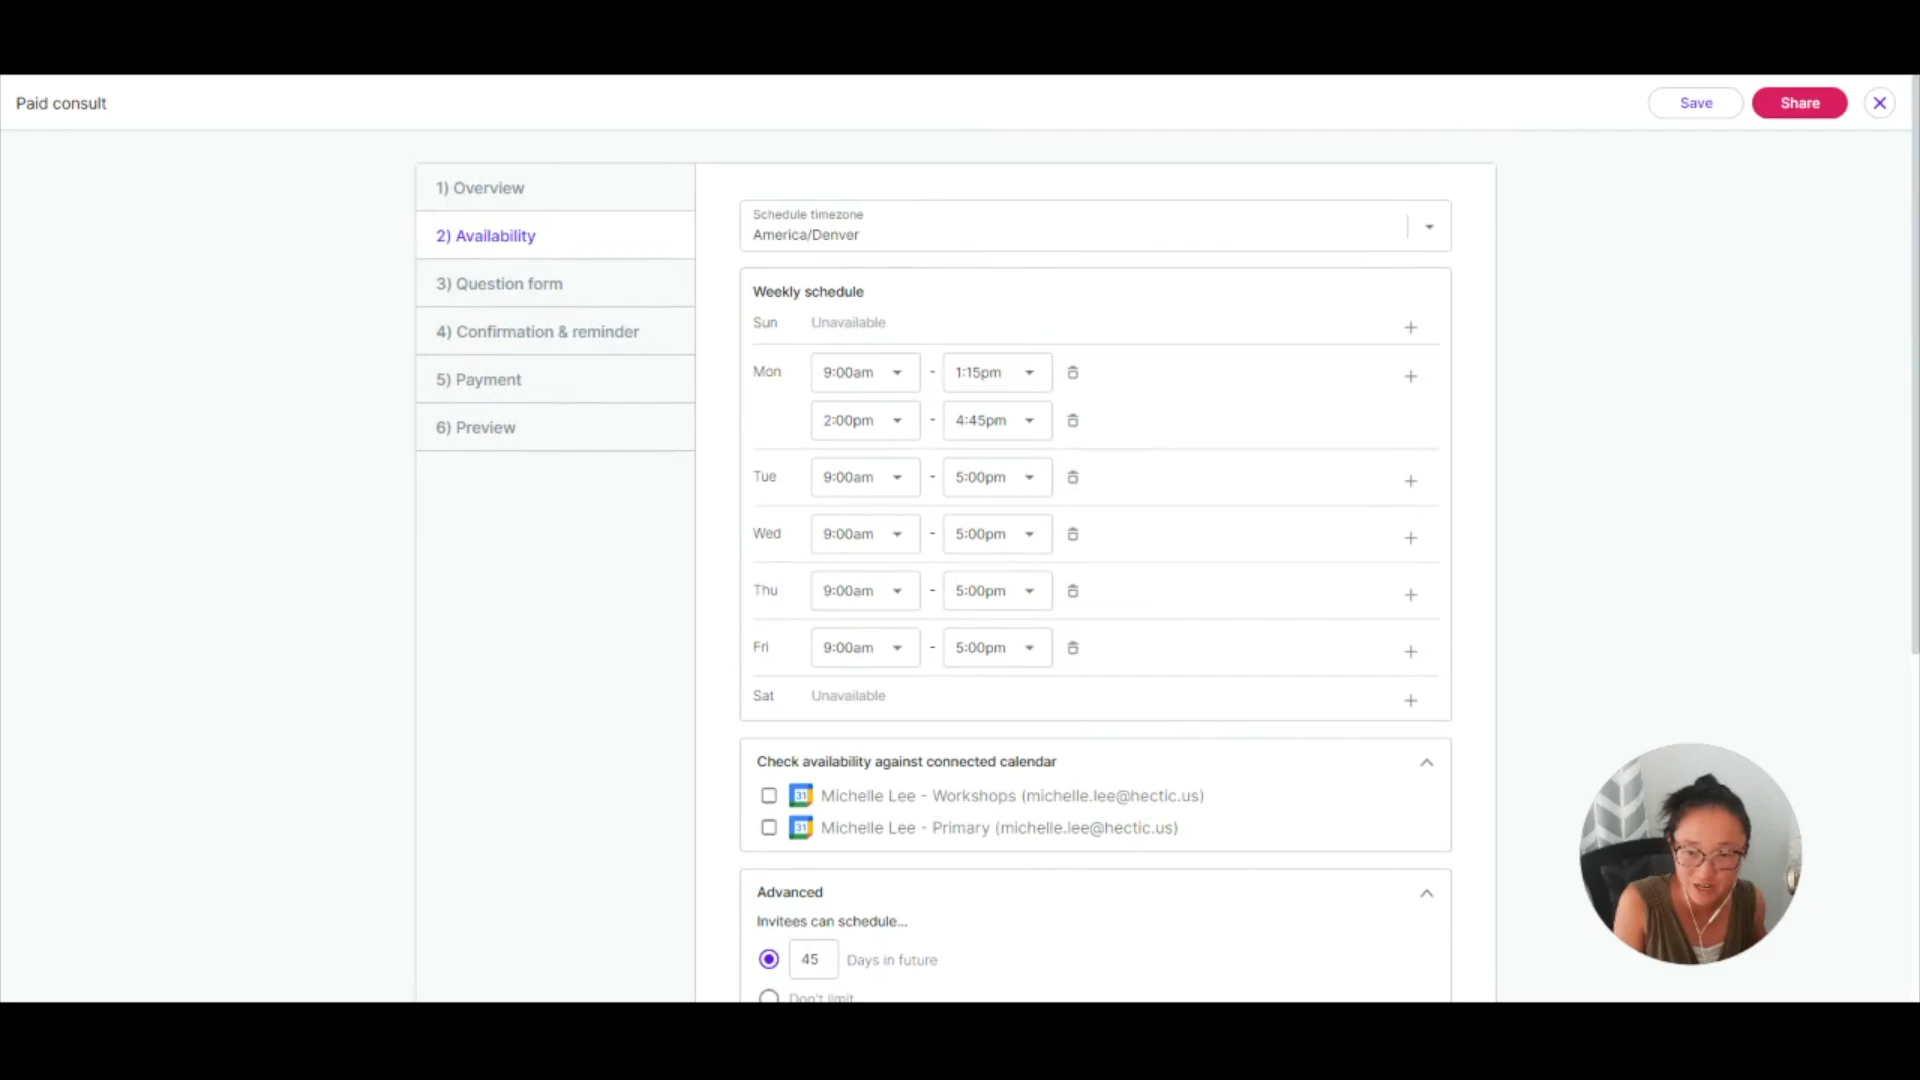 Paid consult
Save
Share
1) Overview
2) Availability
3) Question form
4) Confirmation & reminder
5) Payment
6) Preview
Schedule timezone
America/Denver
Weekly schedule
Sun Unavailable
Mon 9:00am - 1:15pm
2:00pm - 4:45pm
Tue 9:00am - 5:00pm
Wed 9:00am - 5:00pm
Thu 9:00am - 5:00pm
Fri 9:00am - 5:00pm
Sat Unavailable
Check availability against connected calendar
31 Michelle Lee - Workshops (michelle.lee@hectic.us)
31 Michelle Lee - Primary (michelle.lee@hectic.us)
Advanced
Invitees can schedule...
45 Days in future
Don't limit